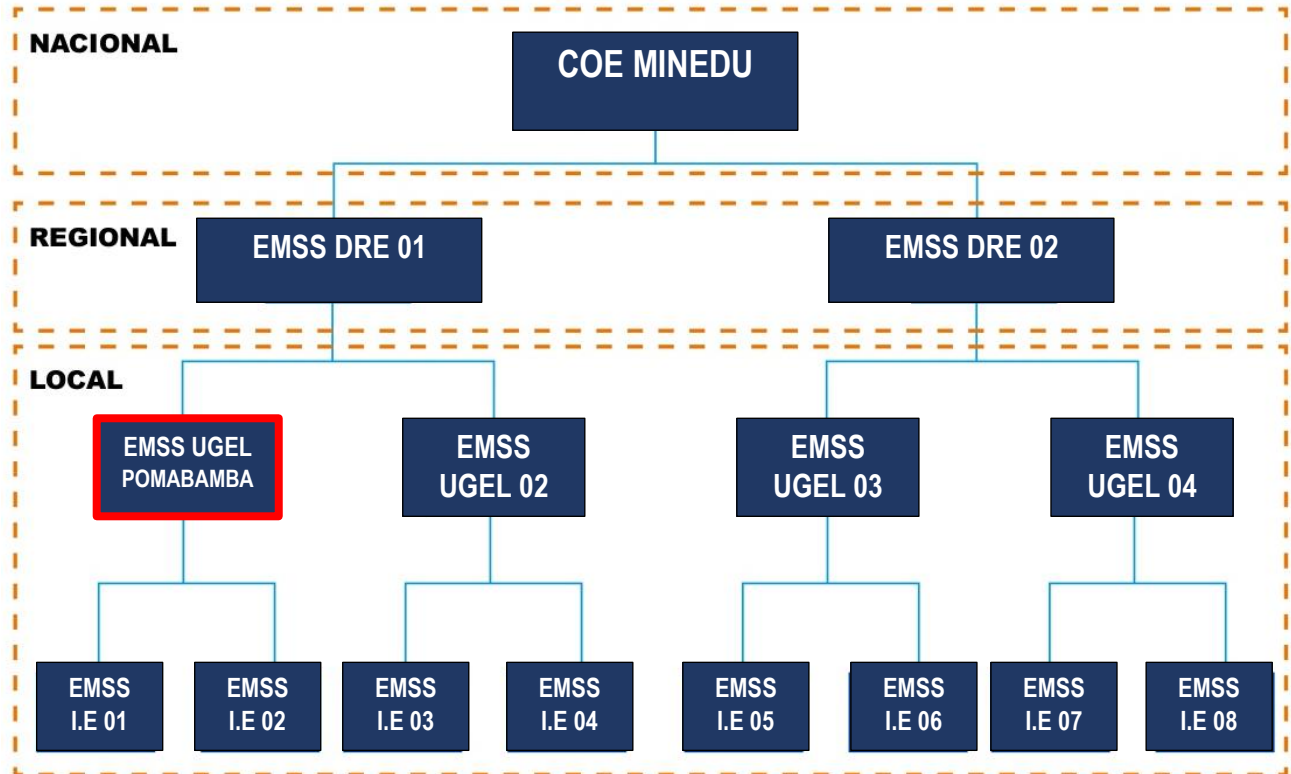 NACIONAL
COE MINEDU
REGIONAL
EMSS DRE 01
EMSS DRE 02
LOCAL
EMSS UGEL
POMABAMBA
EMSS
UGEL 02
EMSS
UGEL 03
EMSS
UGEL 04
EMSS
I.E 01
EMSS
I.E 02
EMSS
I.E 03
EMSS
I.E 04
EMSS
I.E 05
EMSS
I.E 06
EMSS
I.E 07
EMSS
I.E 08